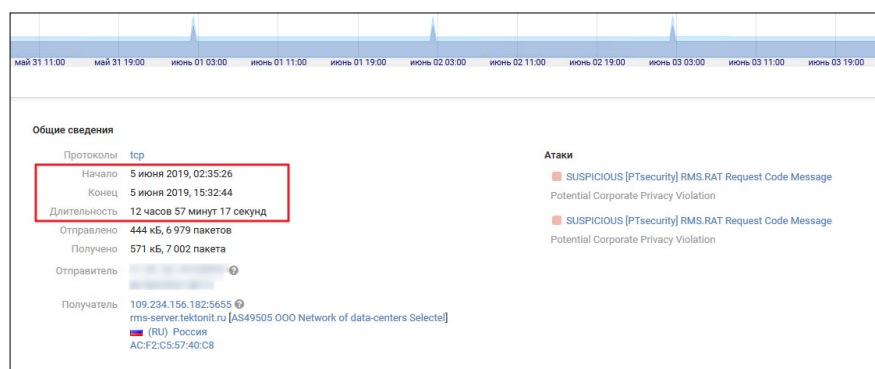 май 31 11:00 май 31 19:00 июнь 01 03:00 июнь 01 11:00 июнь 01 19:00 июнь 02 03:00 июнь 02 11:00 июнь 02 19:00 июнь 03 03:00 июнь 03 11:00 июнь 03 19:00
Общие сведения
Протоколы tcp
Начало 5 июня 2019, 02:35:26
Конец 5 июня 2019, 15:32:44
Длительность 12 часов 57 минут 17 секунд
Отправлено 444 кБ, 6 979 пакетов
Получено 571 кБ, 7 002 пакета
Отправитель ?
Получатель 109.234.156.182:5655 ?
rms-server.tektonit.ru [AS49505 OOO Network of data-centers Selectel]
(RU) Россия
AC:F2:C5:57:40:C8
Атаки
SUSPICIOUS [PTsecurity] RMS.RAT Request Code Message
Potential Corporate Privacy Violation
SUSPICIOUS [PTsecurity] RMS.RAT Request Code Message
Potential Corporate Privacy Violation